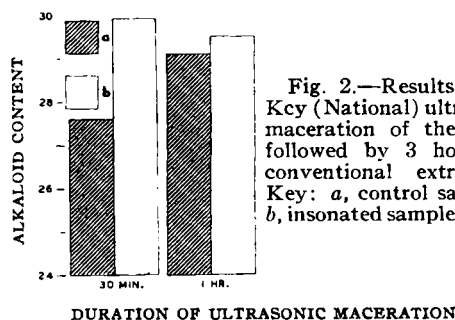 30
a
b
28
26
24
ALKALOID CONTENT
30 MIN.
1 HR.
DURATION OF ULTRASONIC MACERATION
Fig. 2.—Results
Kcy (National) ult
maceration of the
followed by 3 ho
conventional extr
Key: a, control sa
b, insonated sample